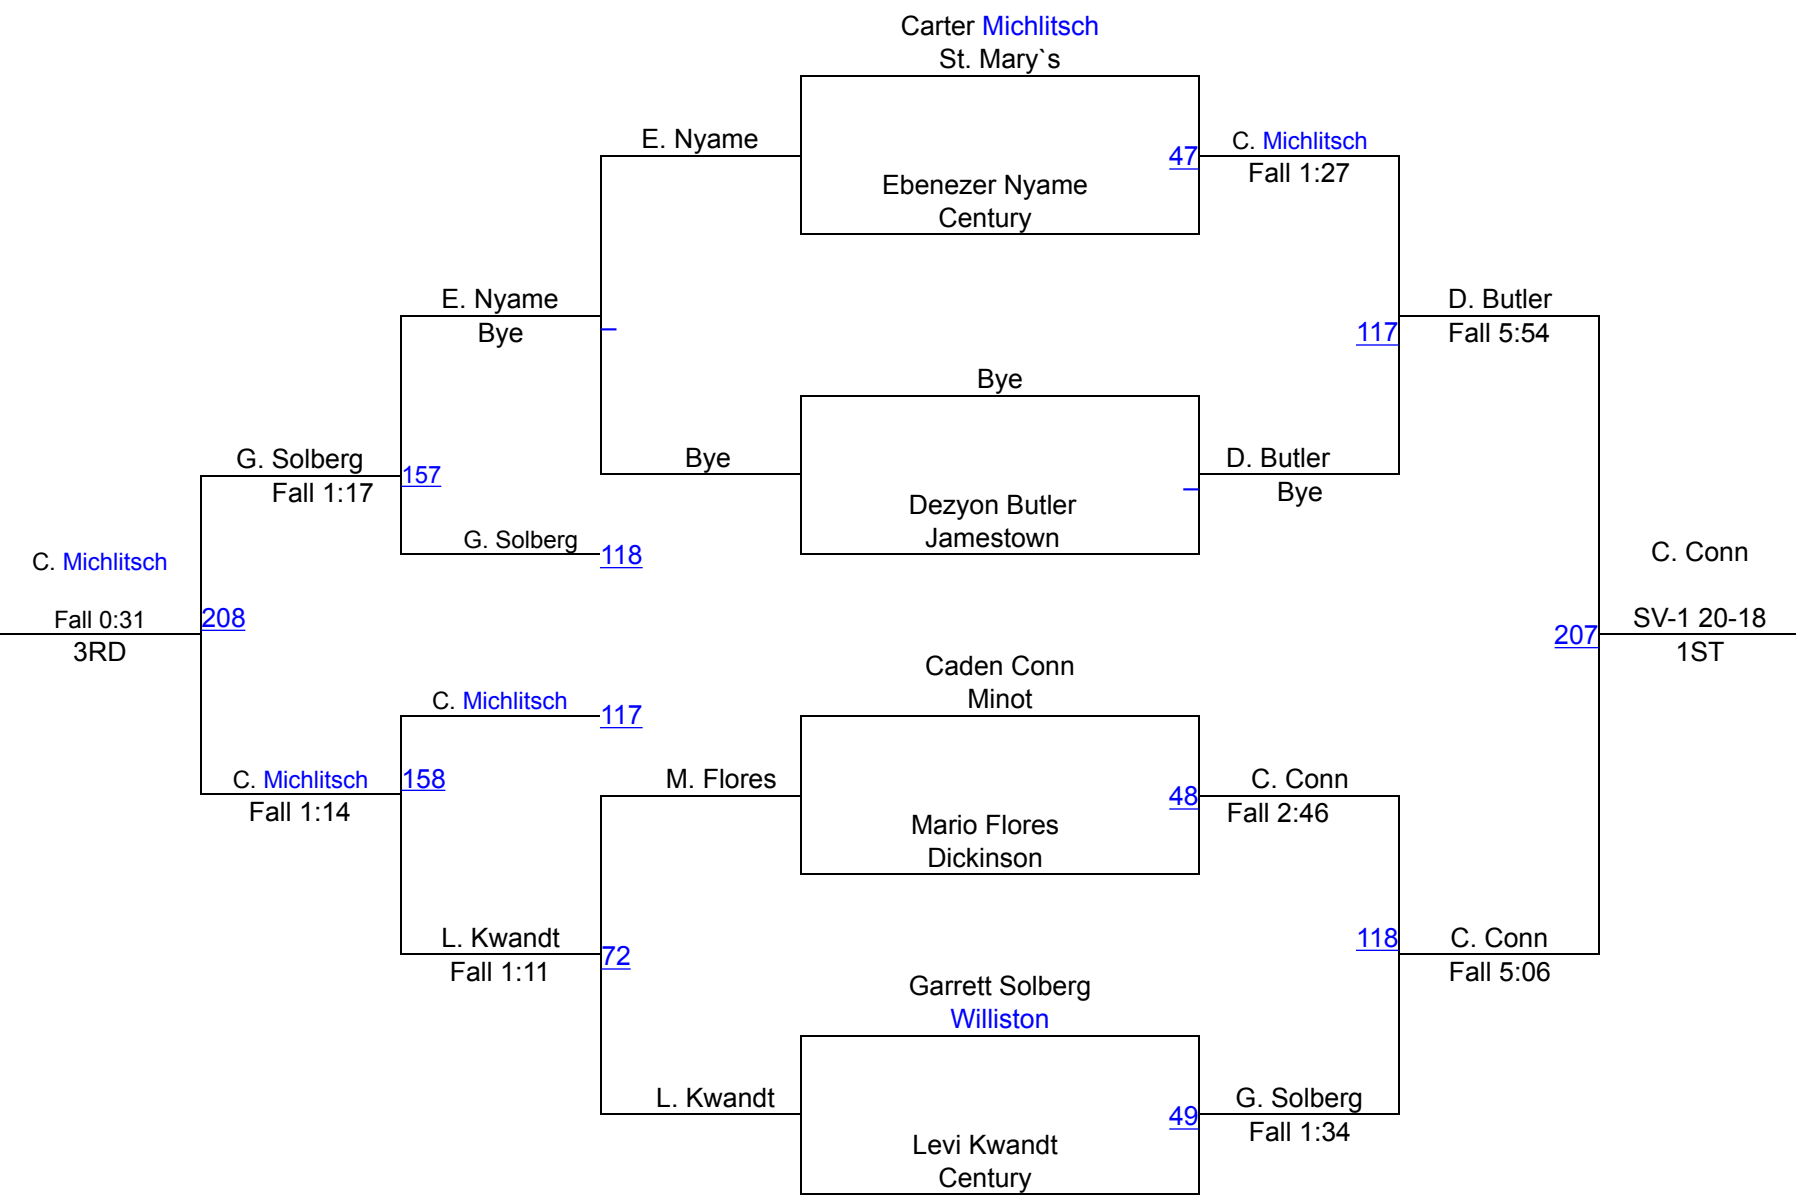 Carter Michlitsch
St. Mary`s
E. Nyame
47
C. Michlitsch
Fall 1:27
Ebenezer Nyame
Century
E. Nyame
Bye
D. Butler
Fall 5:54
117
Bye
G. Solberg
Fall 1:17
157
Bye
D. Butler
Bye
Dezyon Butler
Jamestown
G. Solberg
118
C. Michlitsch
Fall 0:31
3RD
208
C. Conn
SV-1 20-18
1ST
207
Caden Conn
Minot
C. Michlitsch
117
C. Michlitsch
Fall 1:14
158
M. Flores
48
C. Conn
Fall 2:46
Mario Flores
Dickinson
L. Kwandt
Fall 1:11
72
118
C. Conn
Fall 5:06
Garrett Solberg
Williston
L. Kwandt
49
G. Solberg
Fall 1:34
Levi Kwandt
Century